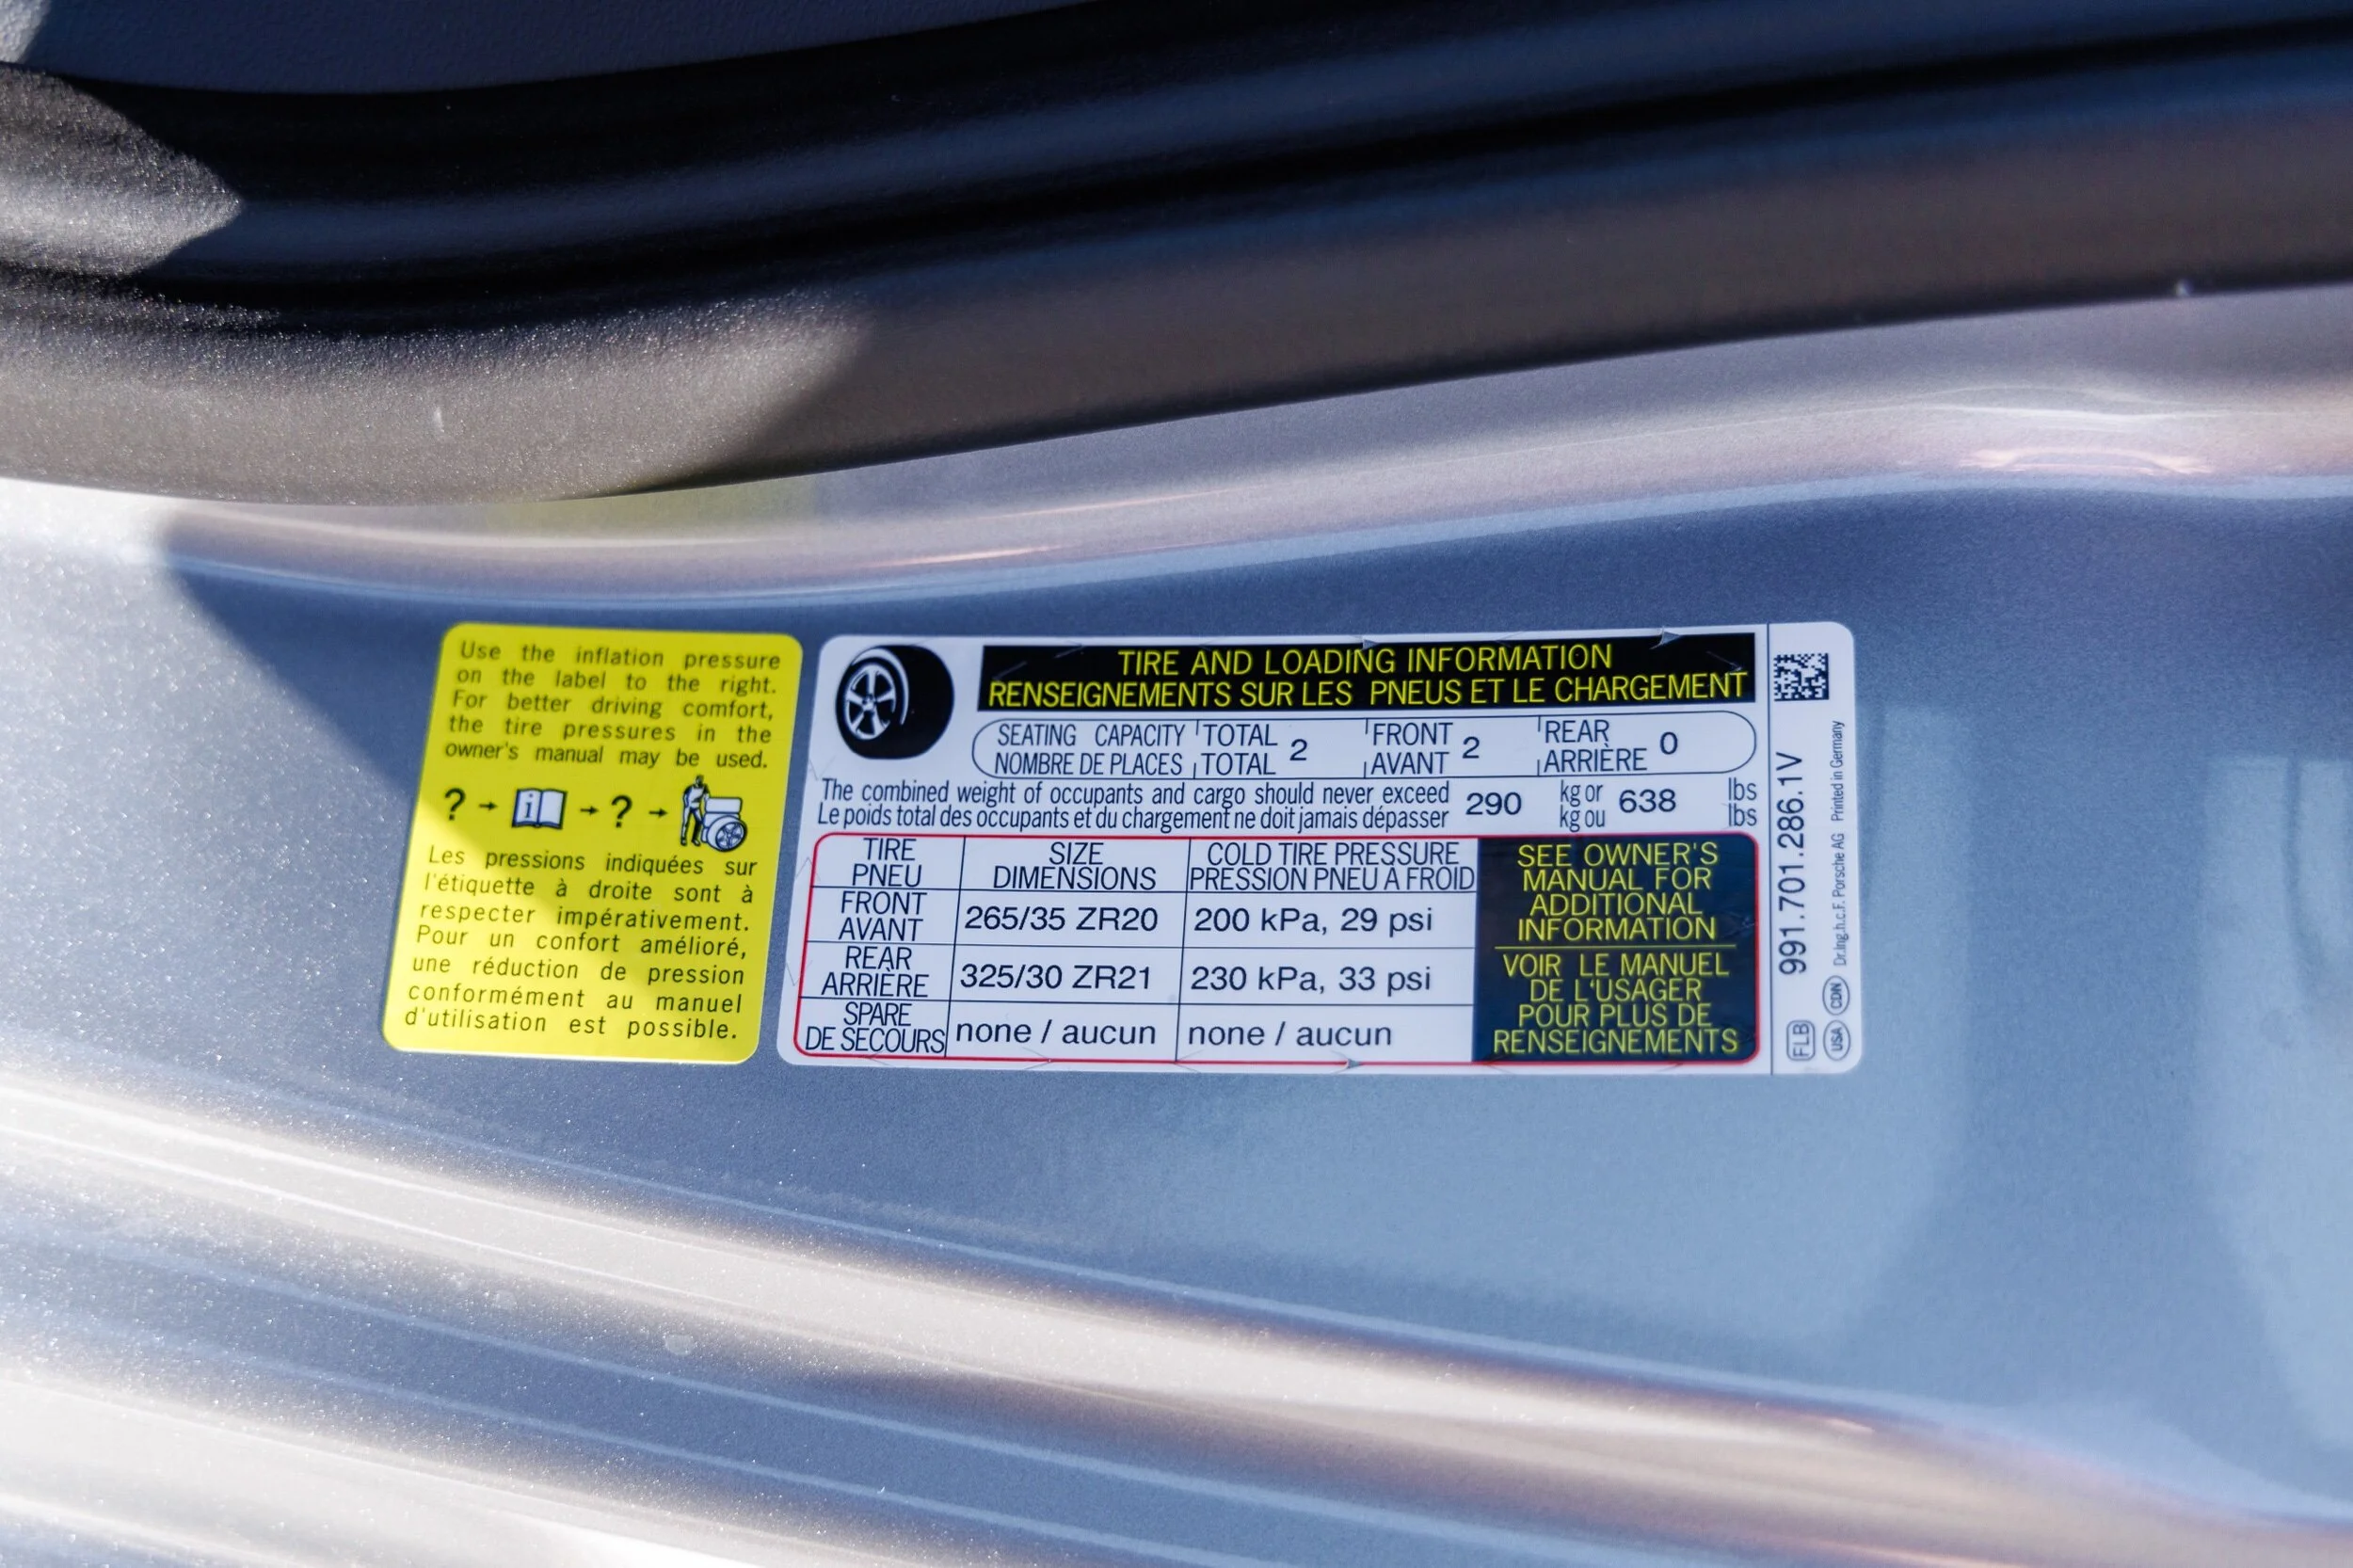 Use the inflation pressure
on the label to the right.
For better driving comfort,
the tire pressures in the
owner's manual may be used.
? → i → ? →
Les pressions indiquées sur
l'étiquette à droite sont à
respecter impérativement.
Pour un confort amélioré,
une réduction de pression
conformément au manuel
d'utilisation est possible.
TIRE AND LOADING INFORMATION
RENSEIGNEMENTS SUR LES PNEUS ET LE CHARGEMENT
SEATING CAPACITY TOTAL 2 FRONT 2 REAR 0
NOMBRE DE PLACES TOTAL AVANT ARRIÈRE
The combined weight of occupants and cargo should never exceed 290 kg or 638 lbs
Le poids total des occupants et du chargement ne doit jamais dépasser kg ou lbs
TIRE SIZE COLD TIRE PRESSURE
PNEU DIMENSIONS PRESSION PNEU A FROID
FRONT
AVANT 265/35 ZR20 200 kPa, 29 psi
REAR
ARRIÈRE 325/30 ZR21 230 kPa, 33 psi
SPARE
DE SECOURS none / aucun none / aucun
SEE OWNER'S
MANUAL FOR
ADDITIONAL
INFORMATION
VOIR LE MANUEL
DE L'USAGER
POUR PLUS DE
RENSEIGNEMENTS
FLB 991.701.286.1V
USA CDN Dr.Ing.h.c.F. Porsche AG Printed in Germany